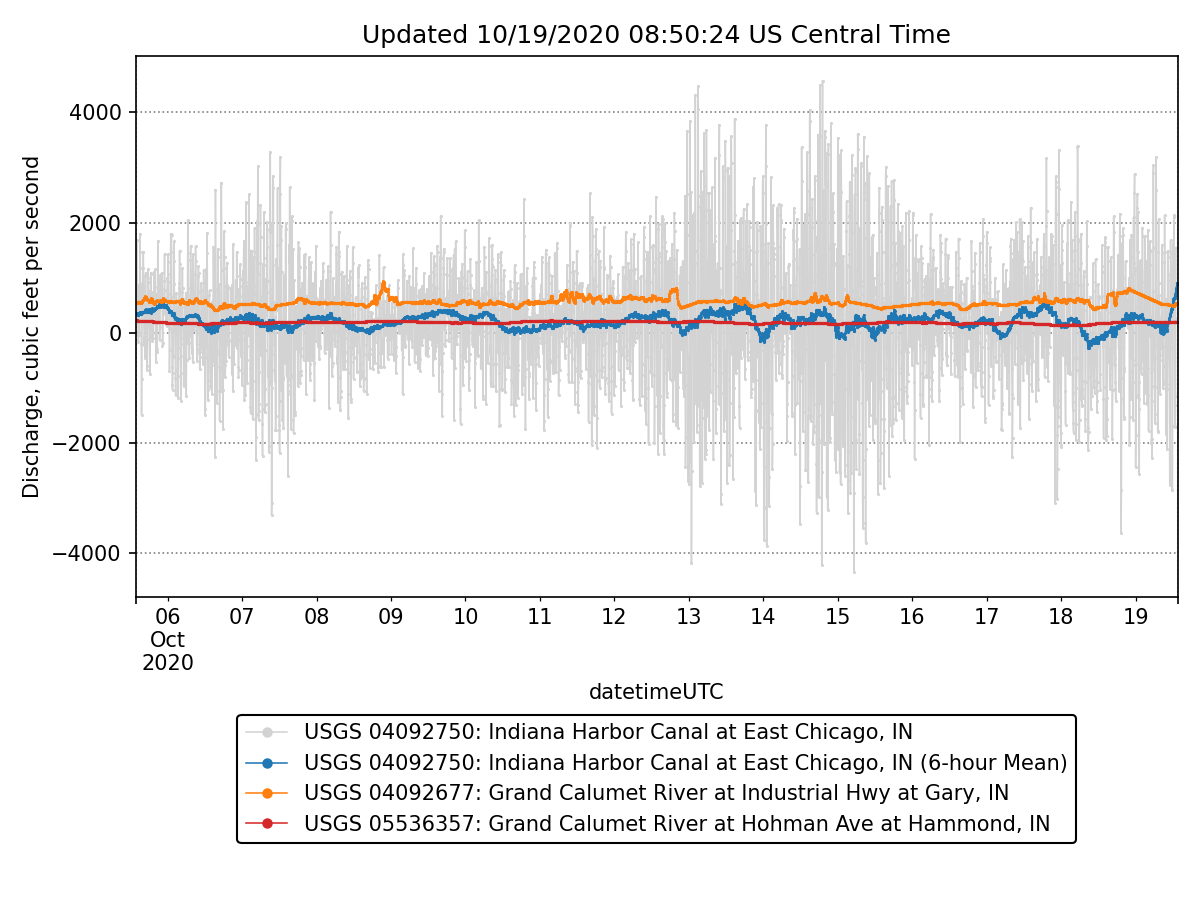 Updated 10/19/2020 08:50:24 US Central Time
Discharge, cubic feet per second
4000
2000
0
−2000
−4000
06 07 08 09 10 11 12 13 14 15 16 17 18 19
Oct
2020
datetimeUTC
USGS 04092750: Indiana Harbor Canal at East Chicago, IN
USGS 04092750: Indiana Harbor Canal at East Chicago, IN (6-hour Mean)
USGS 04092677: Grand Calumet River at Industrial Hwy at Gary, IN
USGS 05536357: Grand Calumet River at Hohman Ave at Hammond, IN